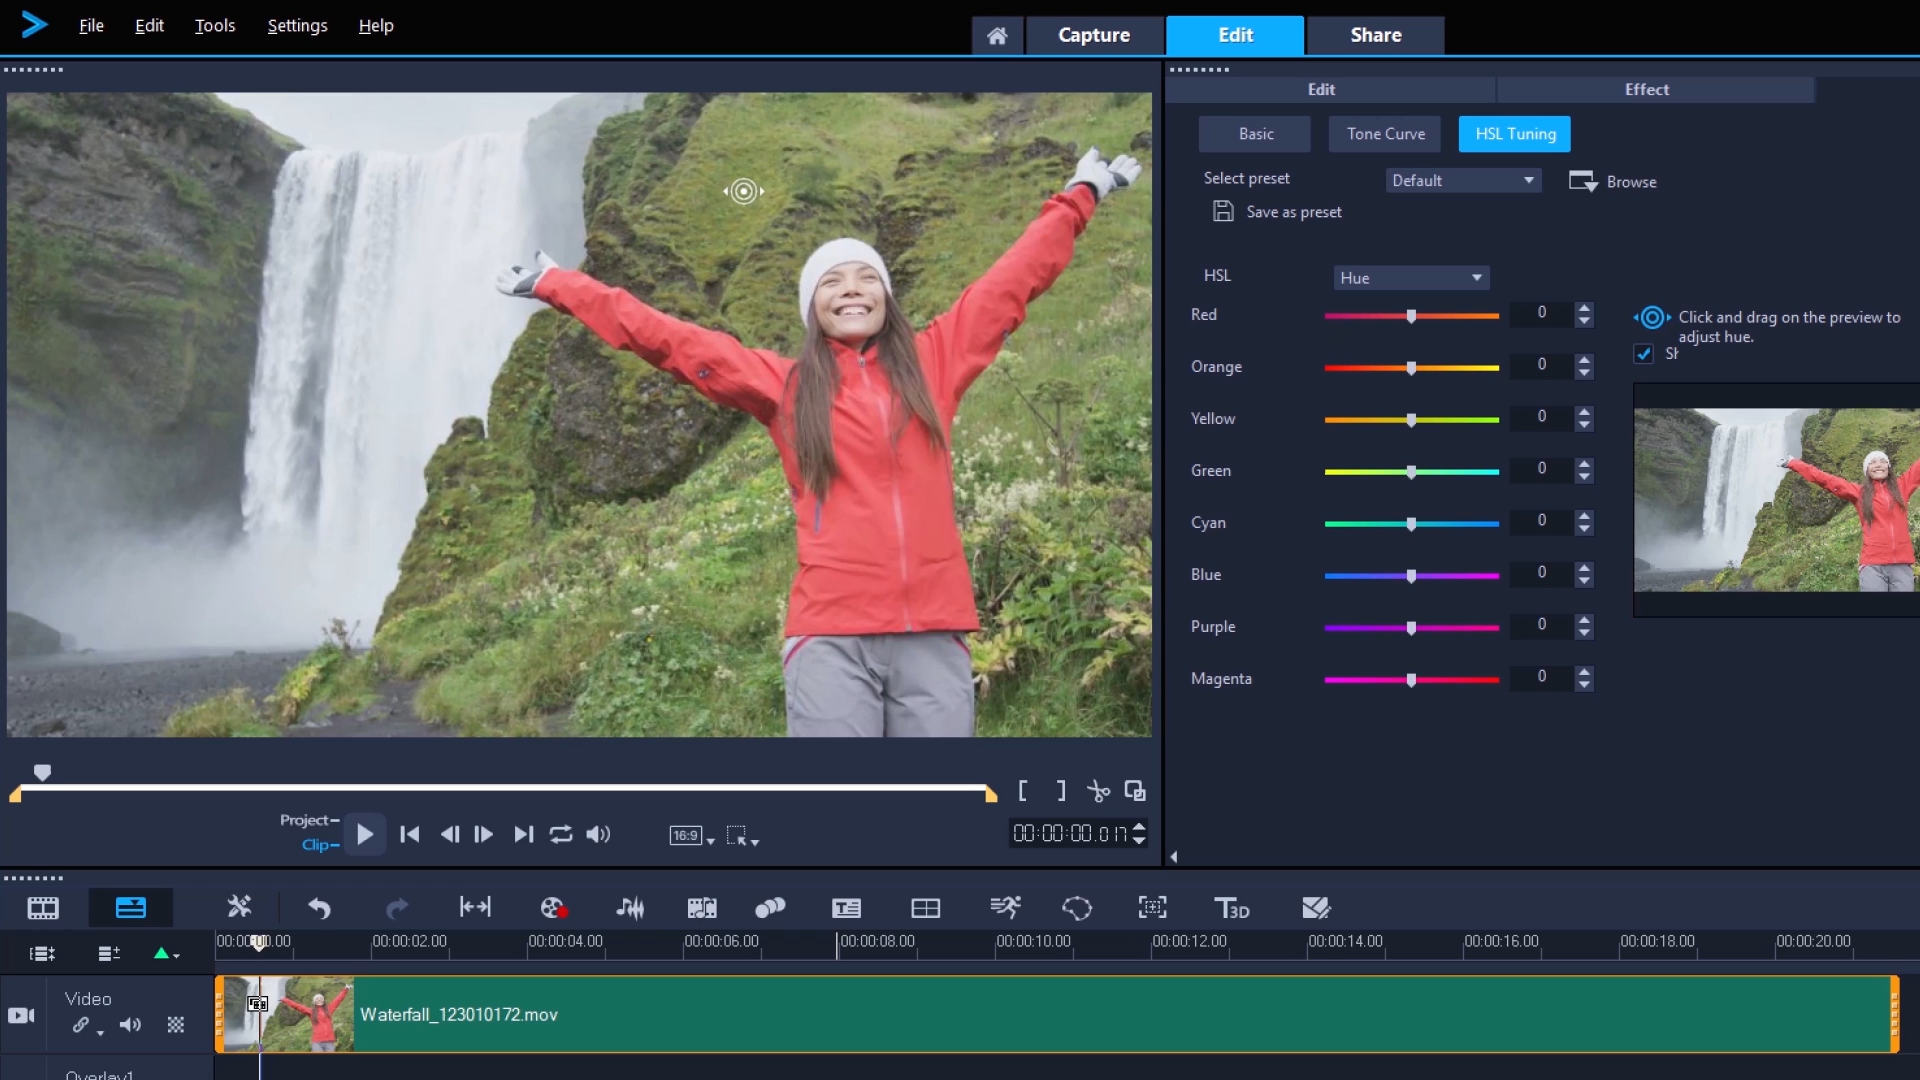 File Edit Tools Settings Help
Capture Edit Share
Edit Effect
Basic Tone Curve HSL Tuning
Select preset Default Browse
Save as preset
HSL Hue
Red 0
Click and drag on the preview to
adjust hue.
Orange 0
Yellow 0
Green 0
Cyan 0
Blue 0
Purple 0
Magenta 0
Project
Clip
16:9
00:00:00.017
T3D
00:00:02.00 00:00:04.00 00:00:06.00 00:00:08.00 00:00:10.00 00:00:12.00 00:00:14.00 00:00:16.00 00:00:18.00 00:00:20.00
Video
Waterfall_123010172.mov
Overlay1